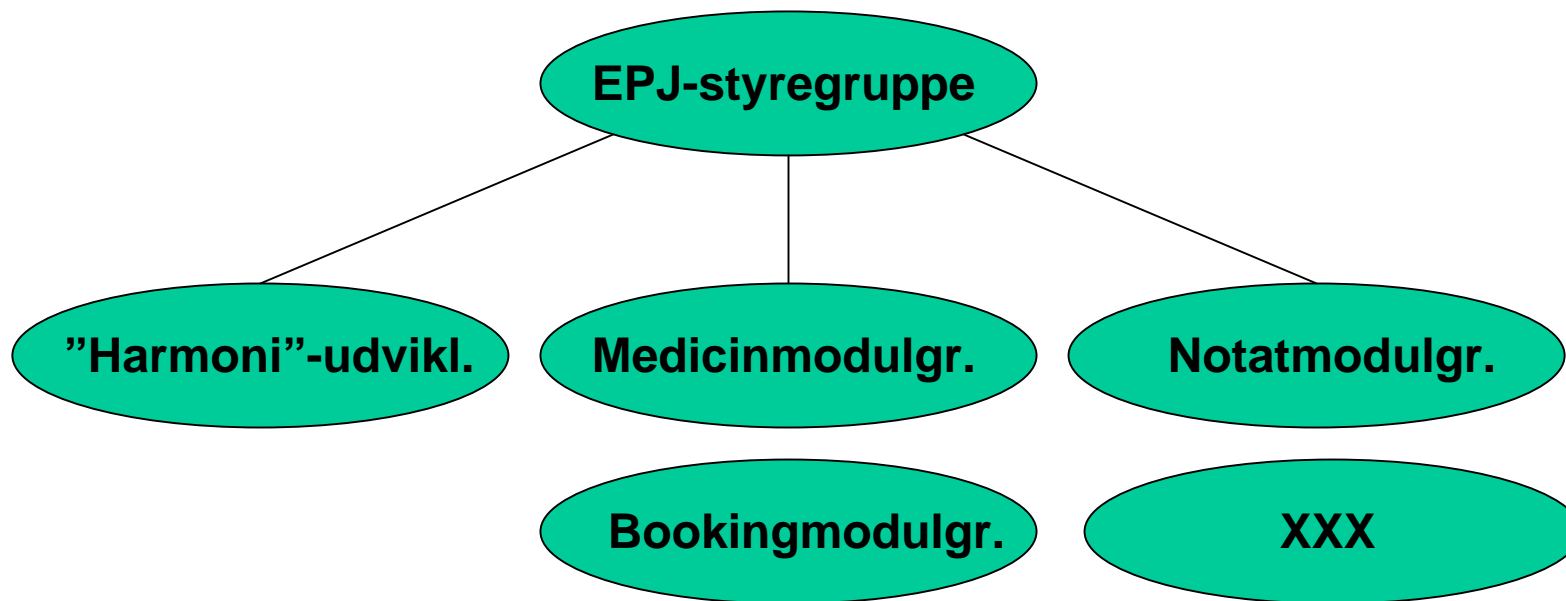 EPJ-styregruppe
”Harmoni”-udvikl.
Medicinmodulgr.
Notatmodulgr.
Bookingmodulgr.
XXX